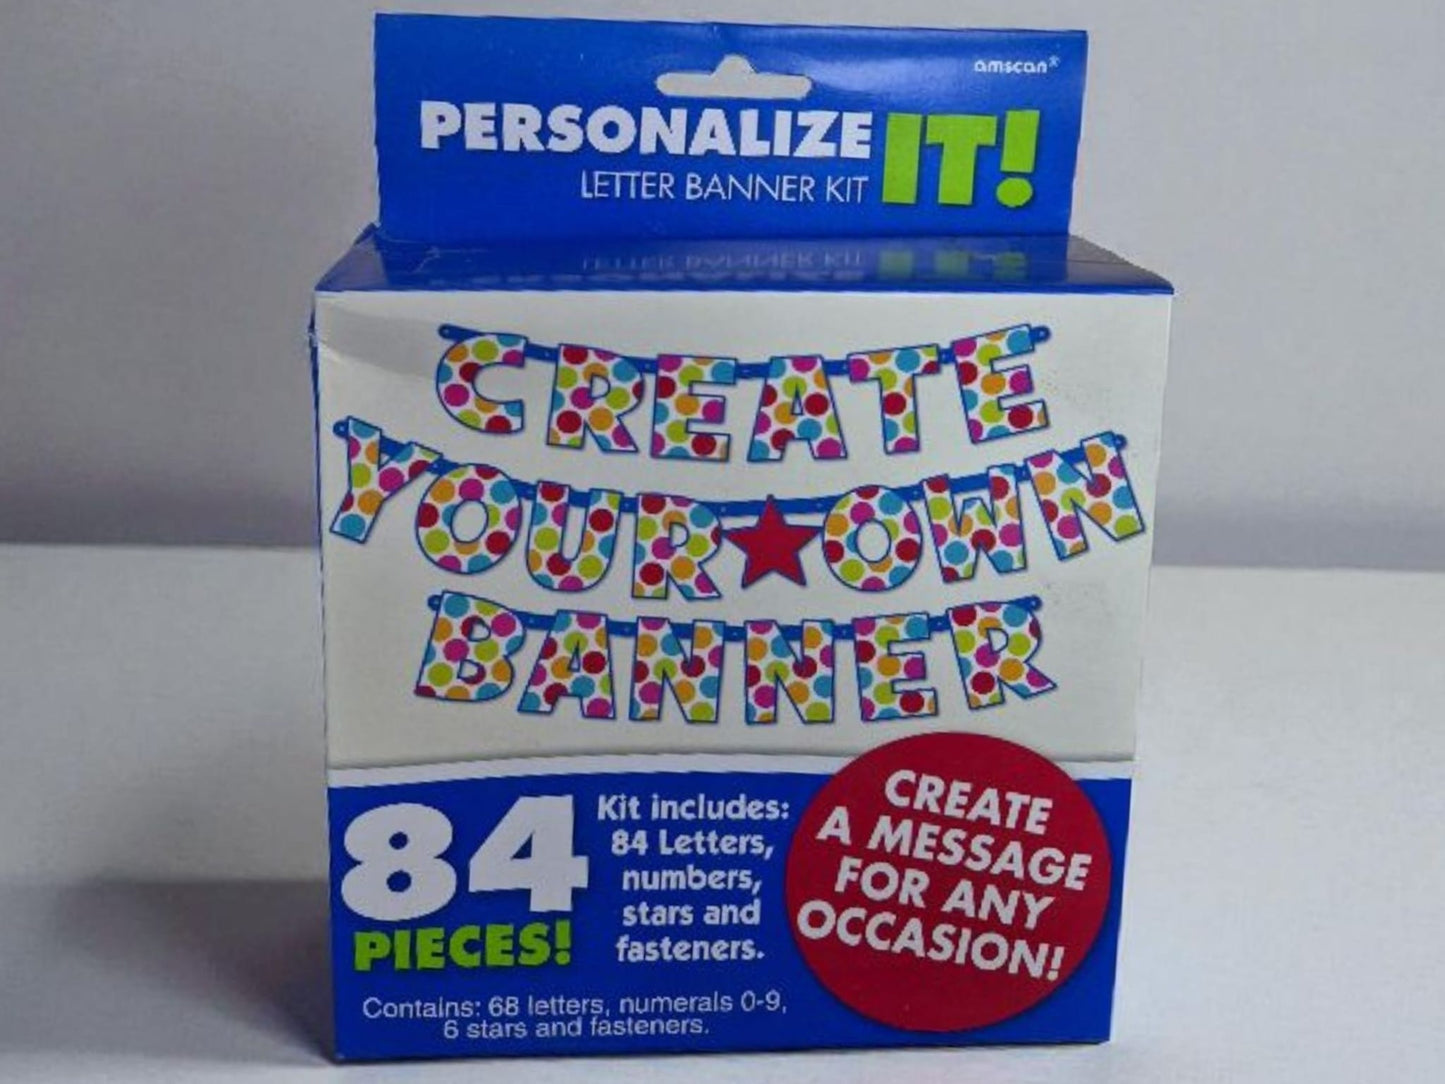 amscan®
PERSONALIZE IT!
LETTER BANNER KIT
CREATE
YOUR★OWN
BANNER
84
PIECES!
Kit includes:
84 Letters,
numbers,
stars and
fasteners.
CREATE
A MESSAGE
FOR ANY
OCCASION!
Contains: 68 letters, numerals 0-9,
6 stars and fasteners.